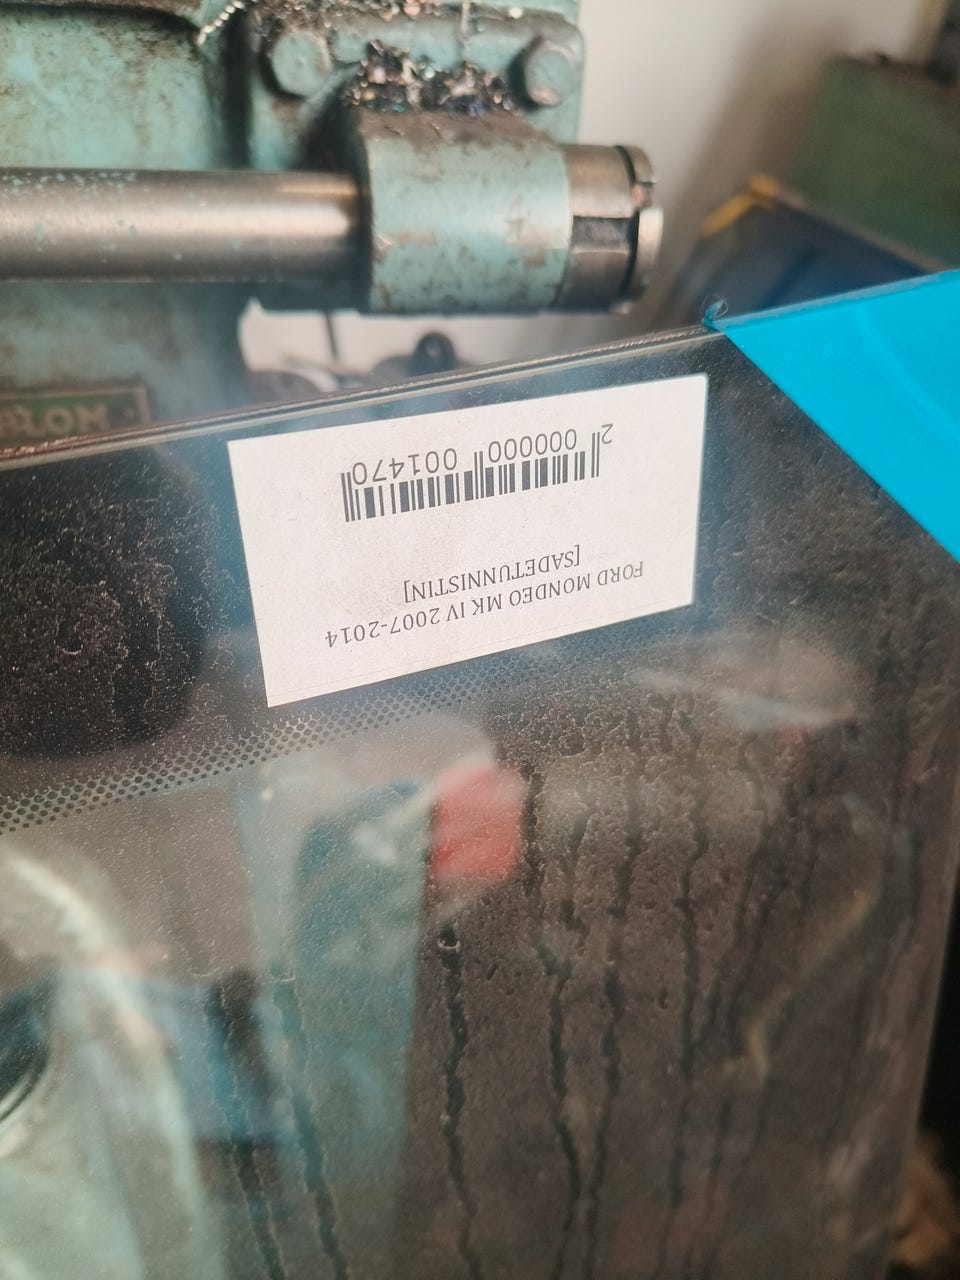 FORD MONDEO MK IV 2007-2014
[SADETUNNISTIN]
2 000000 001470